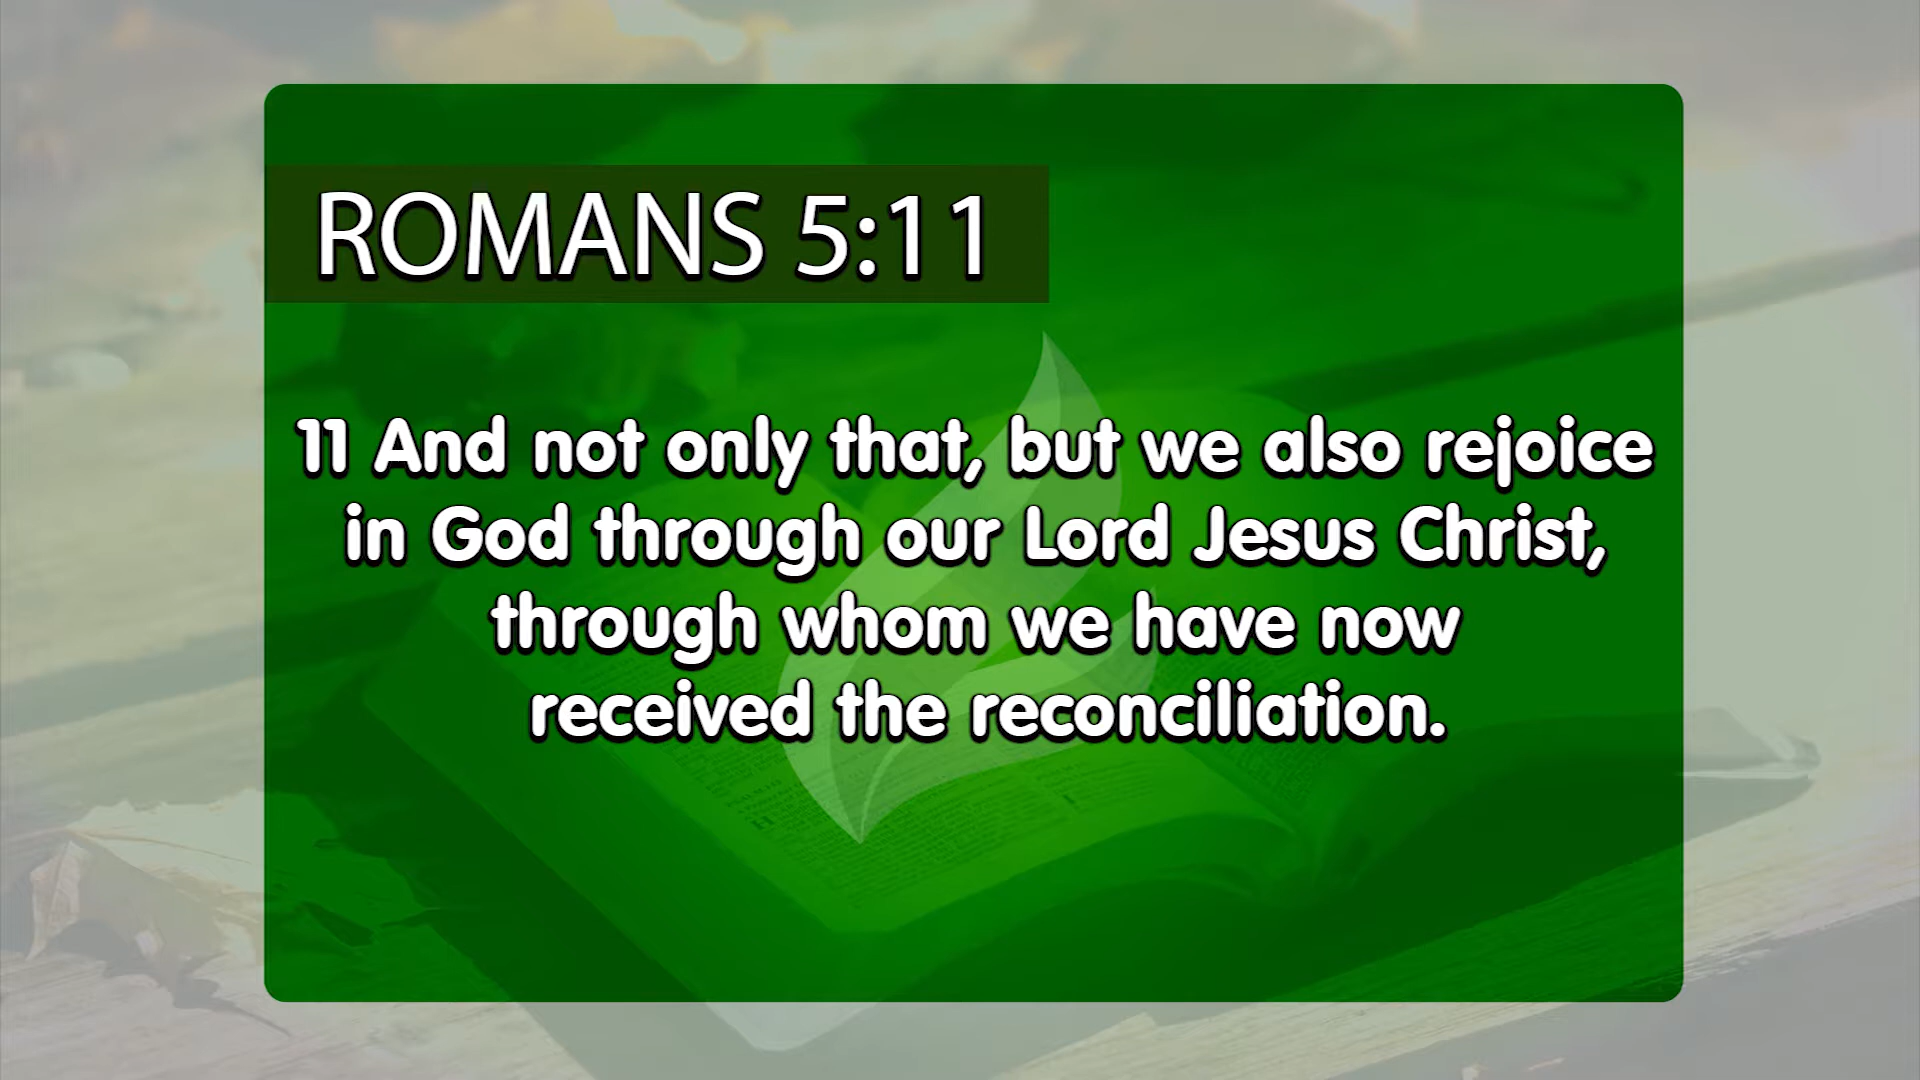 ROMANS 5:11
11 And not only that, but we also rejoice
in God through our Lord Jesus Christ,
through whom we have now
received the reconciliation.